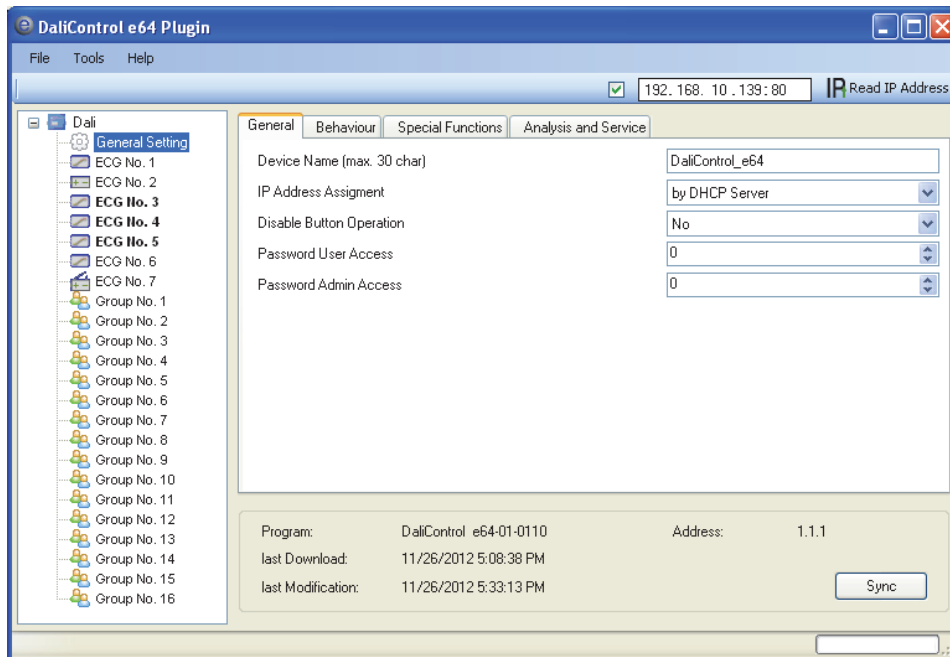 DaliControl e64 Plugin
File Tools Help
192. 168. 10 .139:80 IP Read IP Address
Dali
General Setting
ECG No. 1
ECG No. 2
ECG No. 3
ECG No. 4
ECG No. 5
ECG No. 6
ECG No. 7
Group No. 1
Group No. 2
Group No. 3
Group No. 4
Group No. 5
Group No. 6
Group No. 7
Group No. 8
Group No. 9
Group No. 10
Group No. 11
Group No. 12
Group No. 13
Group No. 14
Group No. 15
Group No. 16
General Behaviour Special Functions Analysis and Service
Device Name (max. 30 char) DaliControl_e64
IP Address Assigment by DHCP Server
Disable Button Operation No
Password User Access 0
Password Admin Access 0
Program: DaliControl e64-01-0110 Address: 1.1.1
last Download: 11/26/2012 5:08:38 PM
last Modification: 11/26/2012 5:33:13 PM
Sync